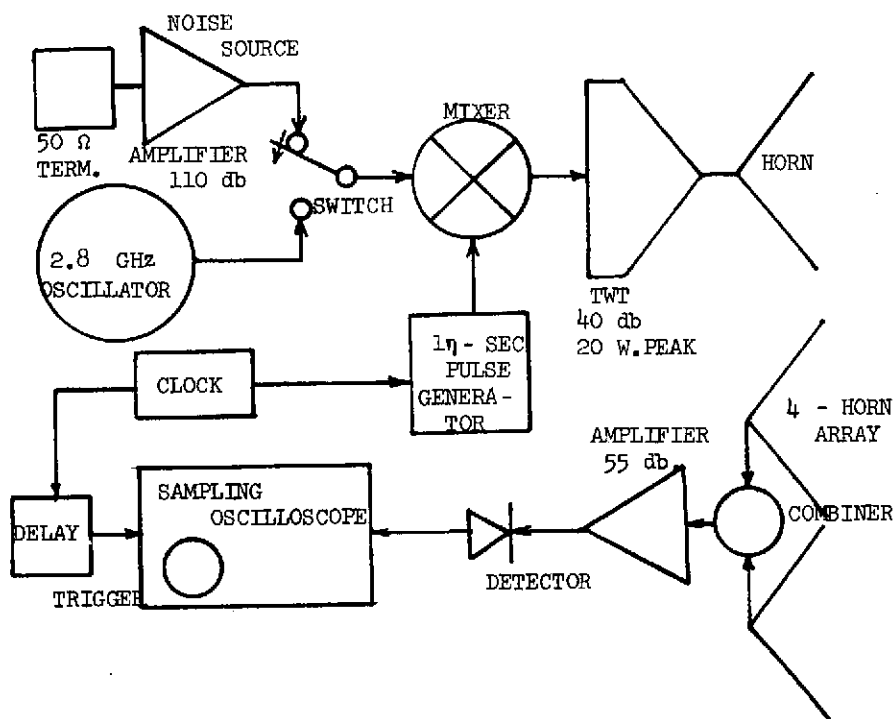 NOISE
SOURCE
50 Ω
TERM.
AMPLIFIER
110 db
MIXER
HORN
SWITCH
2.8 GHz
OSCILLATOR
TWT
40 db
20 W.PEAK
1η - SEC
PULSE
GENERA-
TOR
CLOCK
4 - HORN
ARRAY
AMPLIFIER
55 db
SAMPLING
OSCILLOSCOPE
COMBINER
DELAY
DETECTOR
TRIGGER